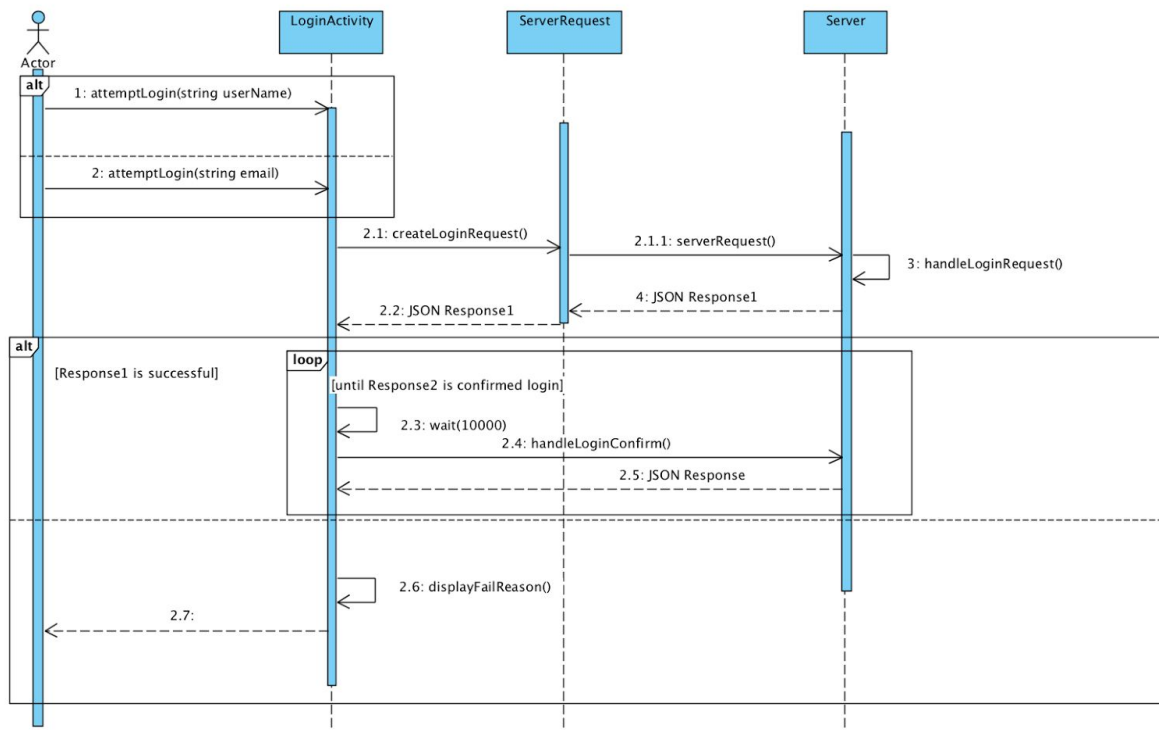 LoginActivity
ServerRequest
Server
Actor
alt
1: attemptLogin(string userName)
2: attemptLogin(string email)
2.1: createLoginRequest()
2.1.1: serverRequest()
3: handleLoginRequest()
4: JSON Response1
2.2: JSON Response1
alt
loop
[Response1 is successful]
[until Response2 is confirmed login]
2.3: wait(10000)
2.4: handleLoginConfirm()
2.5: JSON Response
2.6: displayFailReason()
2.7: